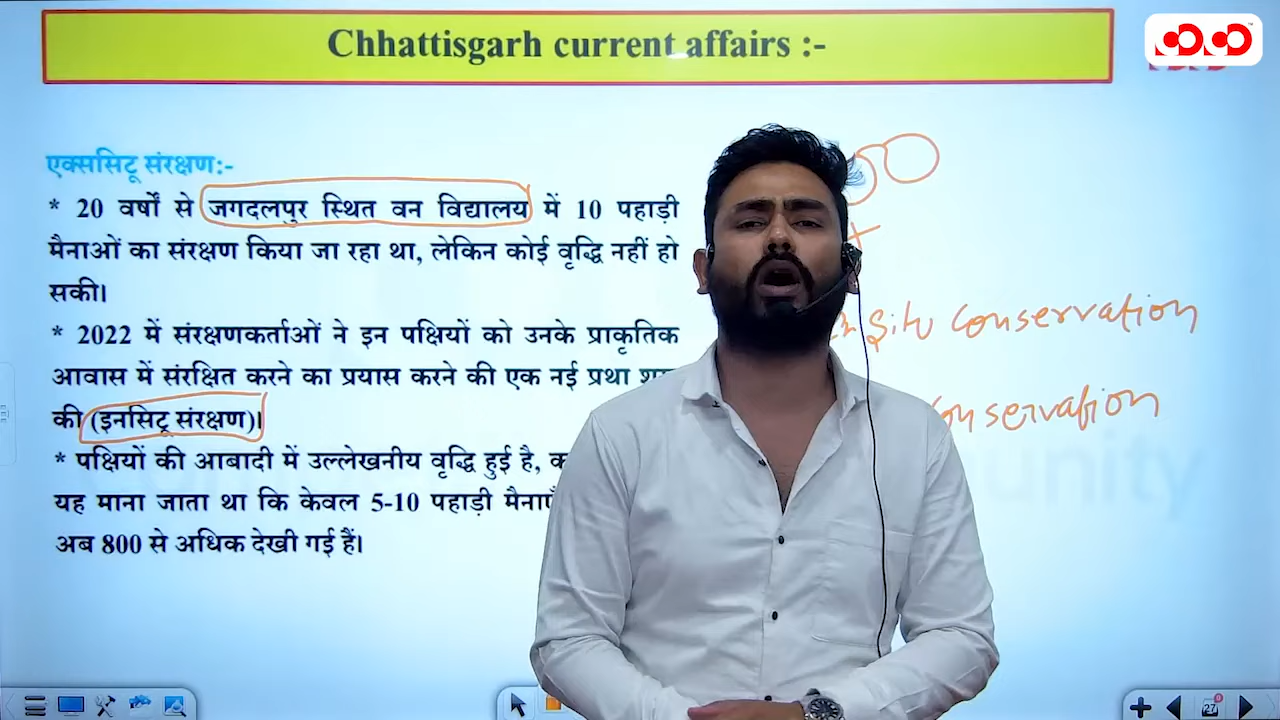 Chhattisgarh current affairs :-
एक्ससिटू संरक्षण:-
* 20 वर्षों से जगदलपुर स्थित वन विद्यालय में 10 पहाड़ी
मैनाओं का संरक्षण किया जा रहा था, लेकिन कोई वृद्धि नहीं हो
सकी।
* 2022 में संरक्षणकर्ताओं ने इन पक्षियों को उनके प्राकृतिक
आवास में संरक्षित करने का प्रयास करने की एक नई प्रथा
की (इनसिटू संरक्षण)।
* पक्षियों की आबादी में उल्लेखनीय वृद्धि हुई है,
यह माना जाता था कि केवल 5-10 पहाड़ी
अब 800 से अधिक देखी गई हैं।
situ conservation
conservation
unity
27